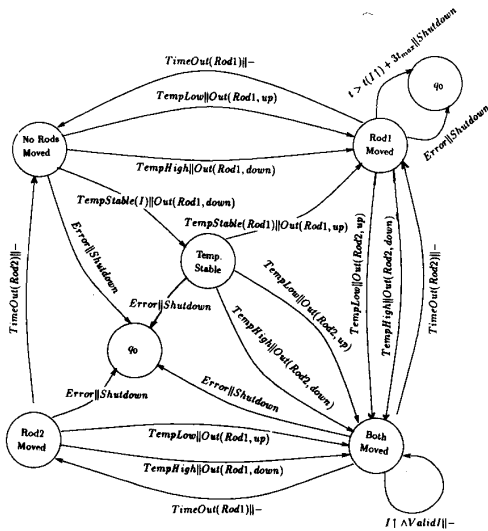 t > t(I↑) + 3t_max||Shutdown
TimeOut(Rod1)||−
q0
TempLow||Out(Rod1, up)
No Rods
Moved
Rod1
Moved
TempHigh||Out(Rod1, down)
Error||Shutdown
TempStable(I)||Out(Rod1, down)
TempStable(Rod1)||Out(Rod1, up)
Error||Shutdown
Temp.
Stable
TempLow||Out(Rod2, up)
TempHigh||Out(Rod2, down)
TimeOut(Rod2)||−
TimeOut(Rod2)||−
TempLow||Out(Rod2, up)
Error||Shutdown
TempHigh||Out(Rod2, down)
q0
Error||Shutdown
Error||Shutdown
Rod2
Moved
TempLow||Out(Rod1, up)
Both
Moved
TempHigh||Out(Rod1, down)
TimeOut(Rod1)||−
I ↑ ∧ValidI||−